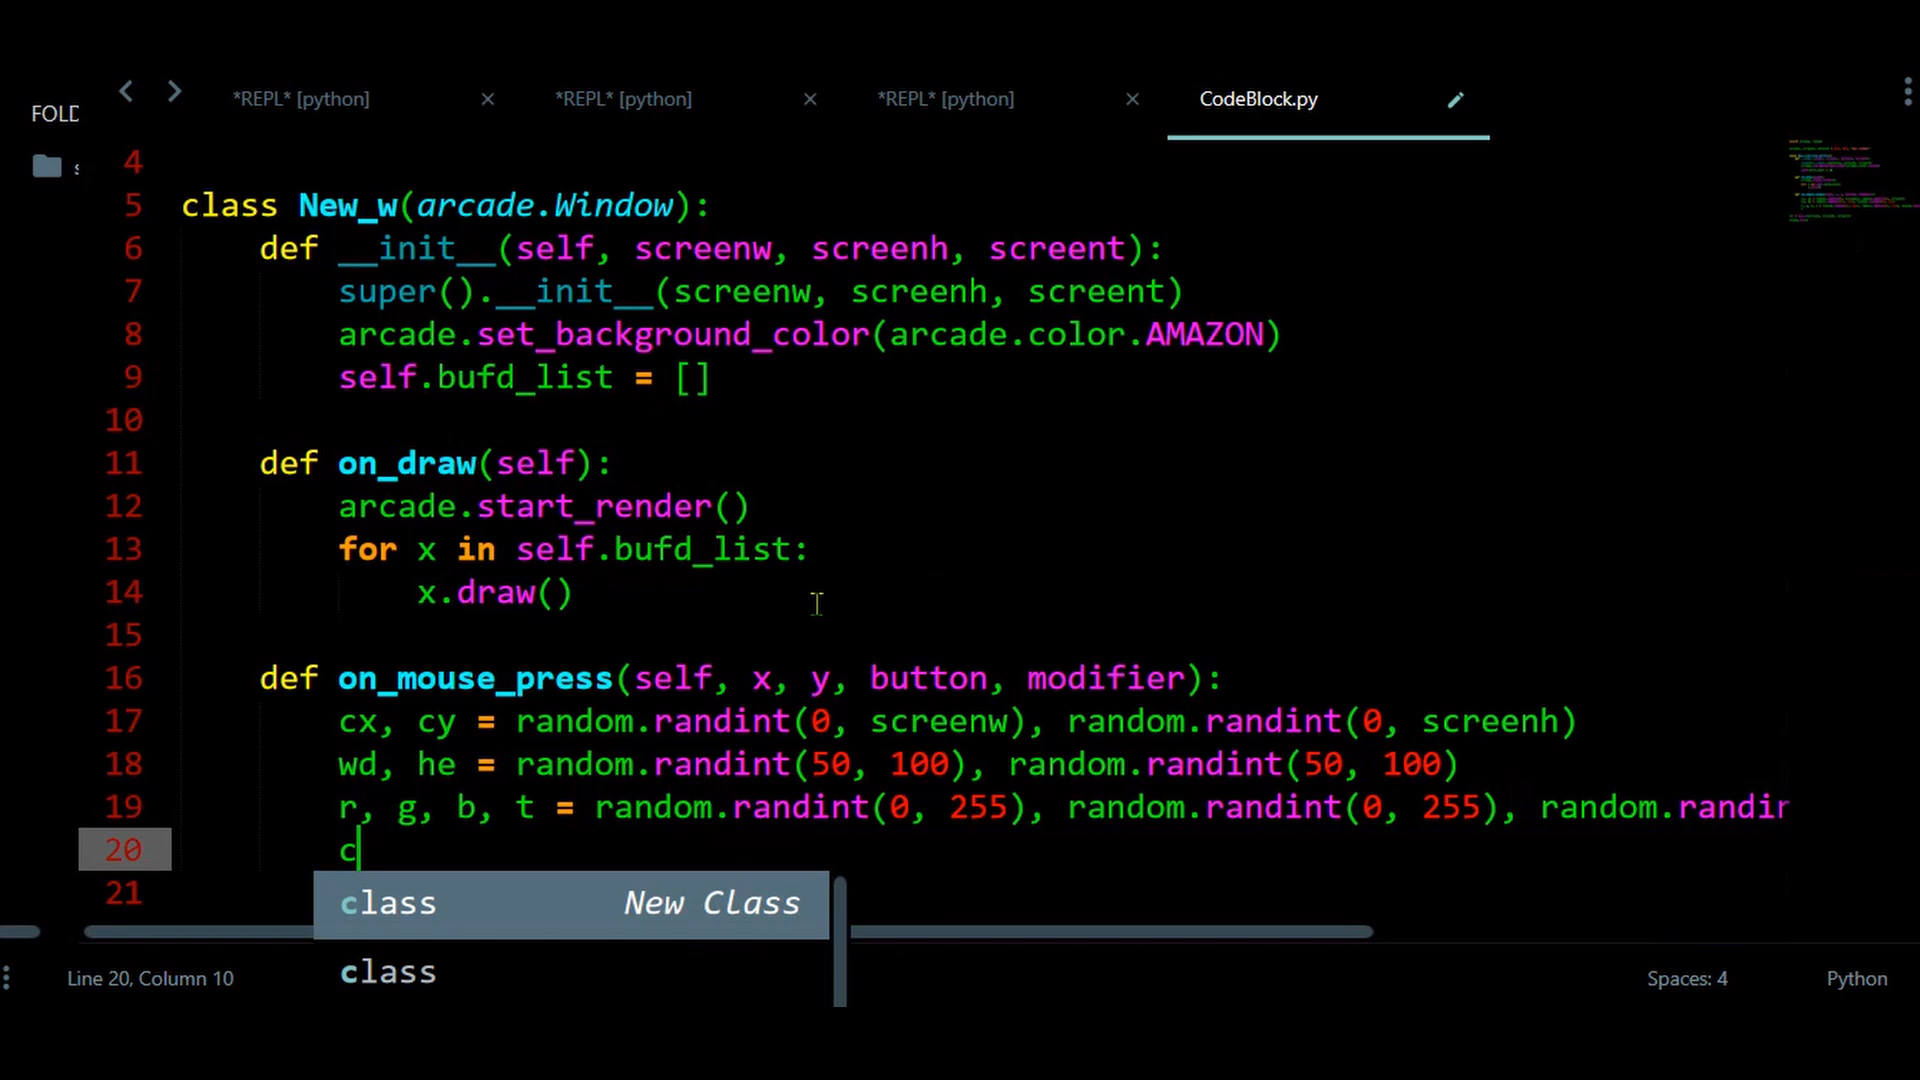 *REPL* [python] *REPL* [python] *REPL* [python] CodeBlock.py
FOLD
4
5 class New_w(arcade.Window):
6 def __init__(self, screenw, screenh, screent):
7 super().__init__(screenw, screenh, screent)
8 arcade.set_background_color(arcade.color.AMAZON)
9 self.bufd_list = []
10
11 def on_draw(self):
12 arcade.start_render()
13 for x in self.bufd_list:
14 x.draw()
15
16 def on_mouse_press(self, x, y, button, modifier):
17 cx, cy = random.randint(0, screenw), random.randint(0, screenh)
18 wd, he = random.randint(50, 100), random.randint(50, 100)
19 r, g, b, t = random.randint(0, 255), random.randint(0, 255), random.randin
20 c
21
class New Class
class
Line 20, Column 10 Spaces: 4 Python